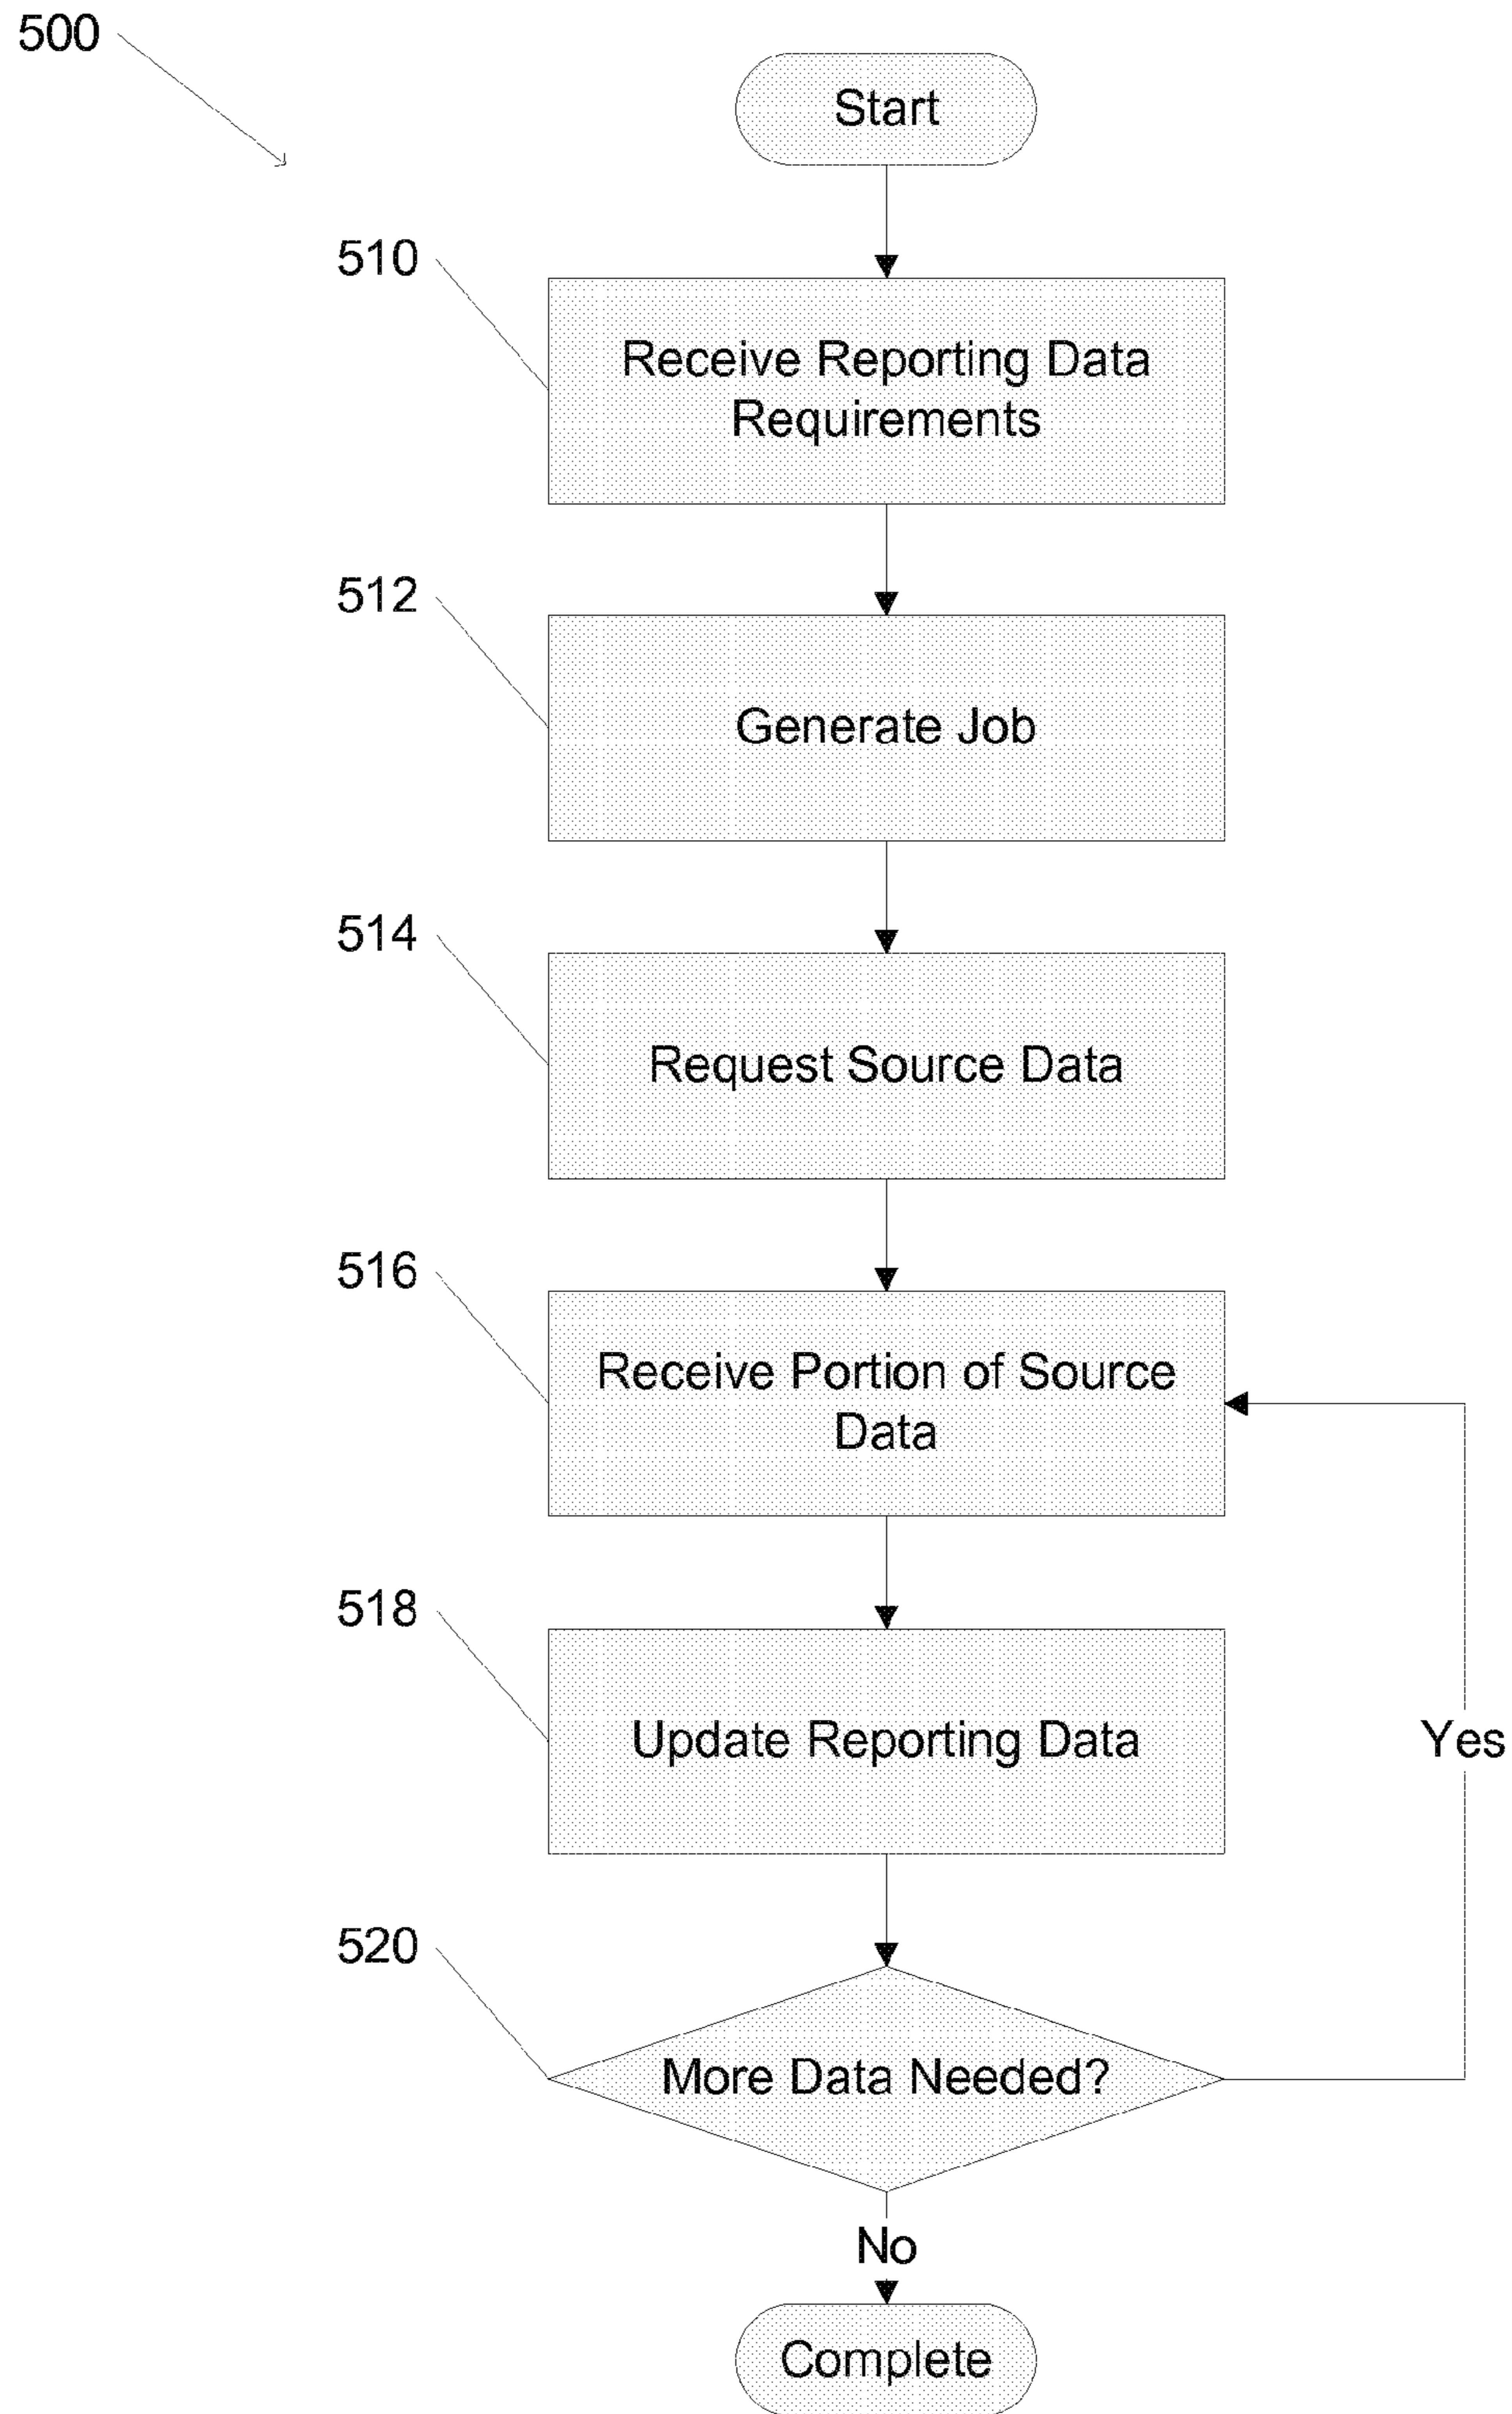 500
Start
510
Receive Reporting Data
Requirements
512
Generate Job
514
Request Source Data
516
Receive Portion of Source
Data
518
Update Reporting Data
Yes
520
More Data Needed?
No
Complete